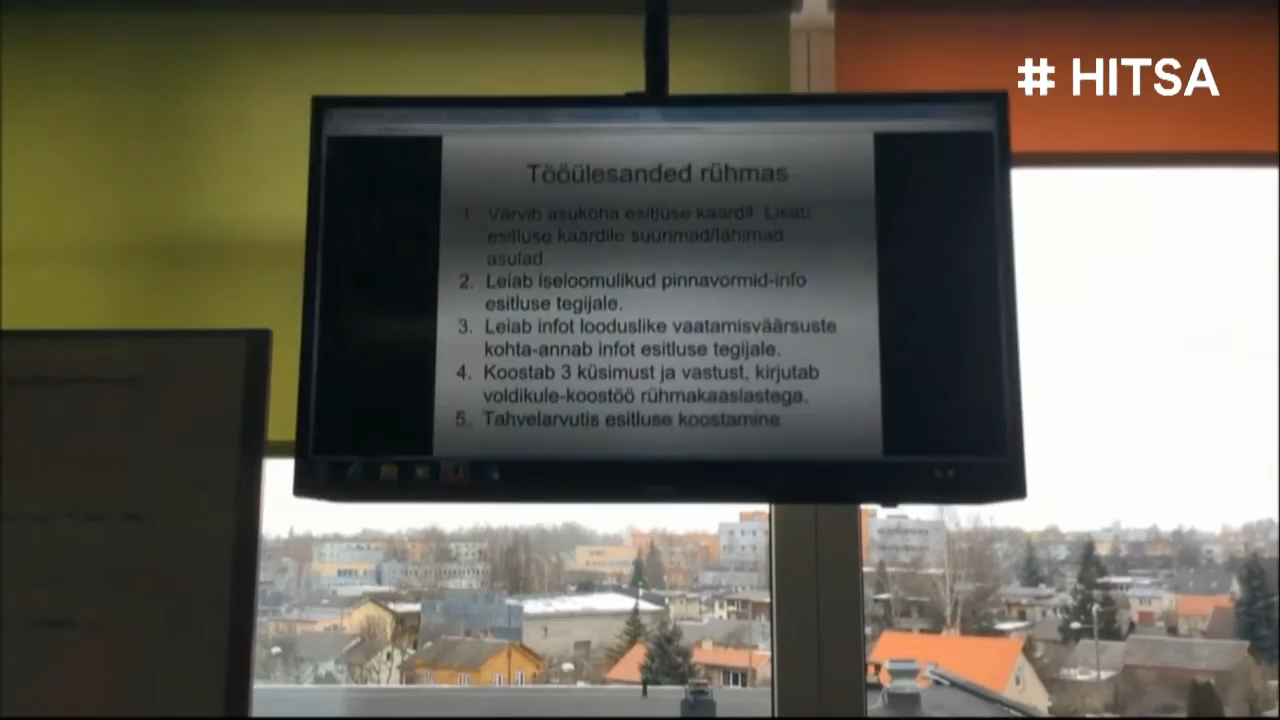 # HITSA
Tööülesanded rühmas
1. Värvib asukoha esitluse kaardil. Lisab
esitluse kaardile suurimad/lähimad
asulad.
2. Leiab iseloomulikud pinnavormid-info
esitluse tegijale.
3. Leiab infot looduslike vaatamisväärsuste
kohta-annab infot esitluse tegijale.
4. Koostab 3 küsimust ja vastust, kirjutab
voldikule-koostöö rühmakaaslastega.
5. Tahvelarvutis esitluse koostamine